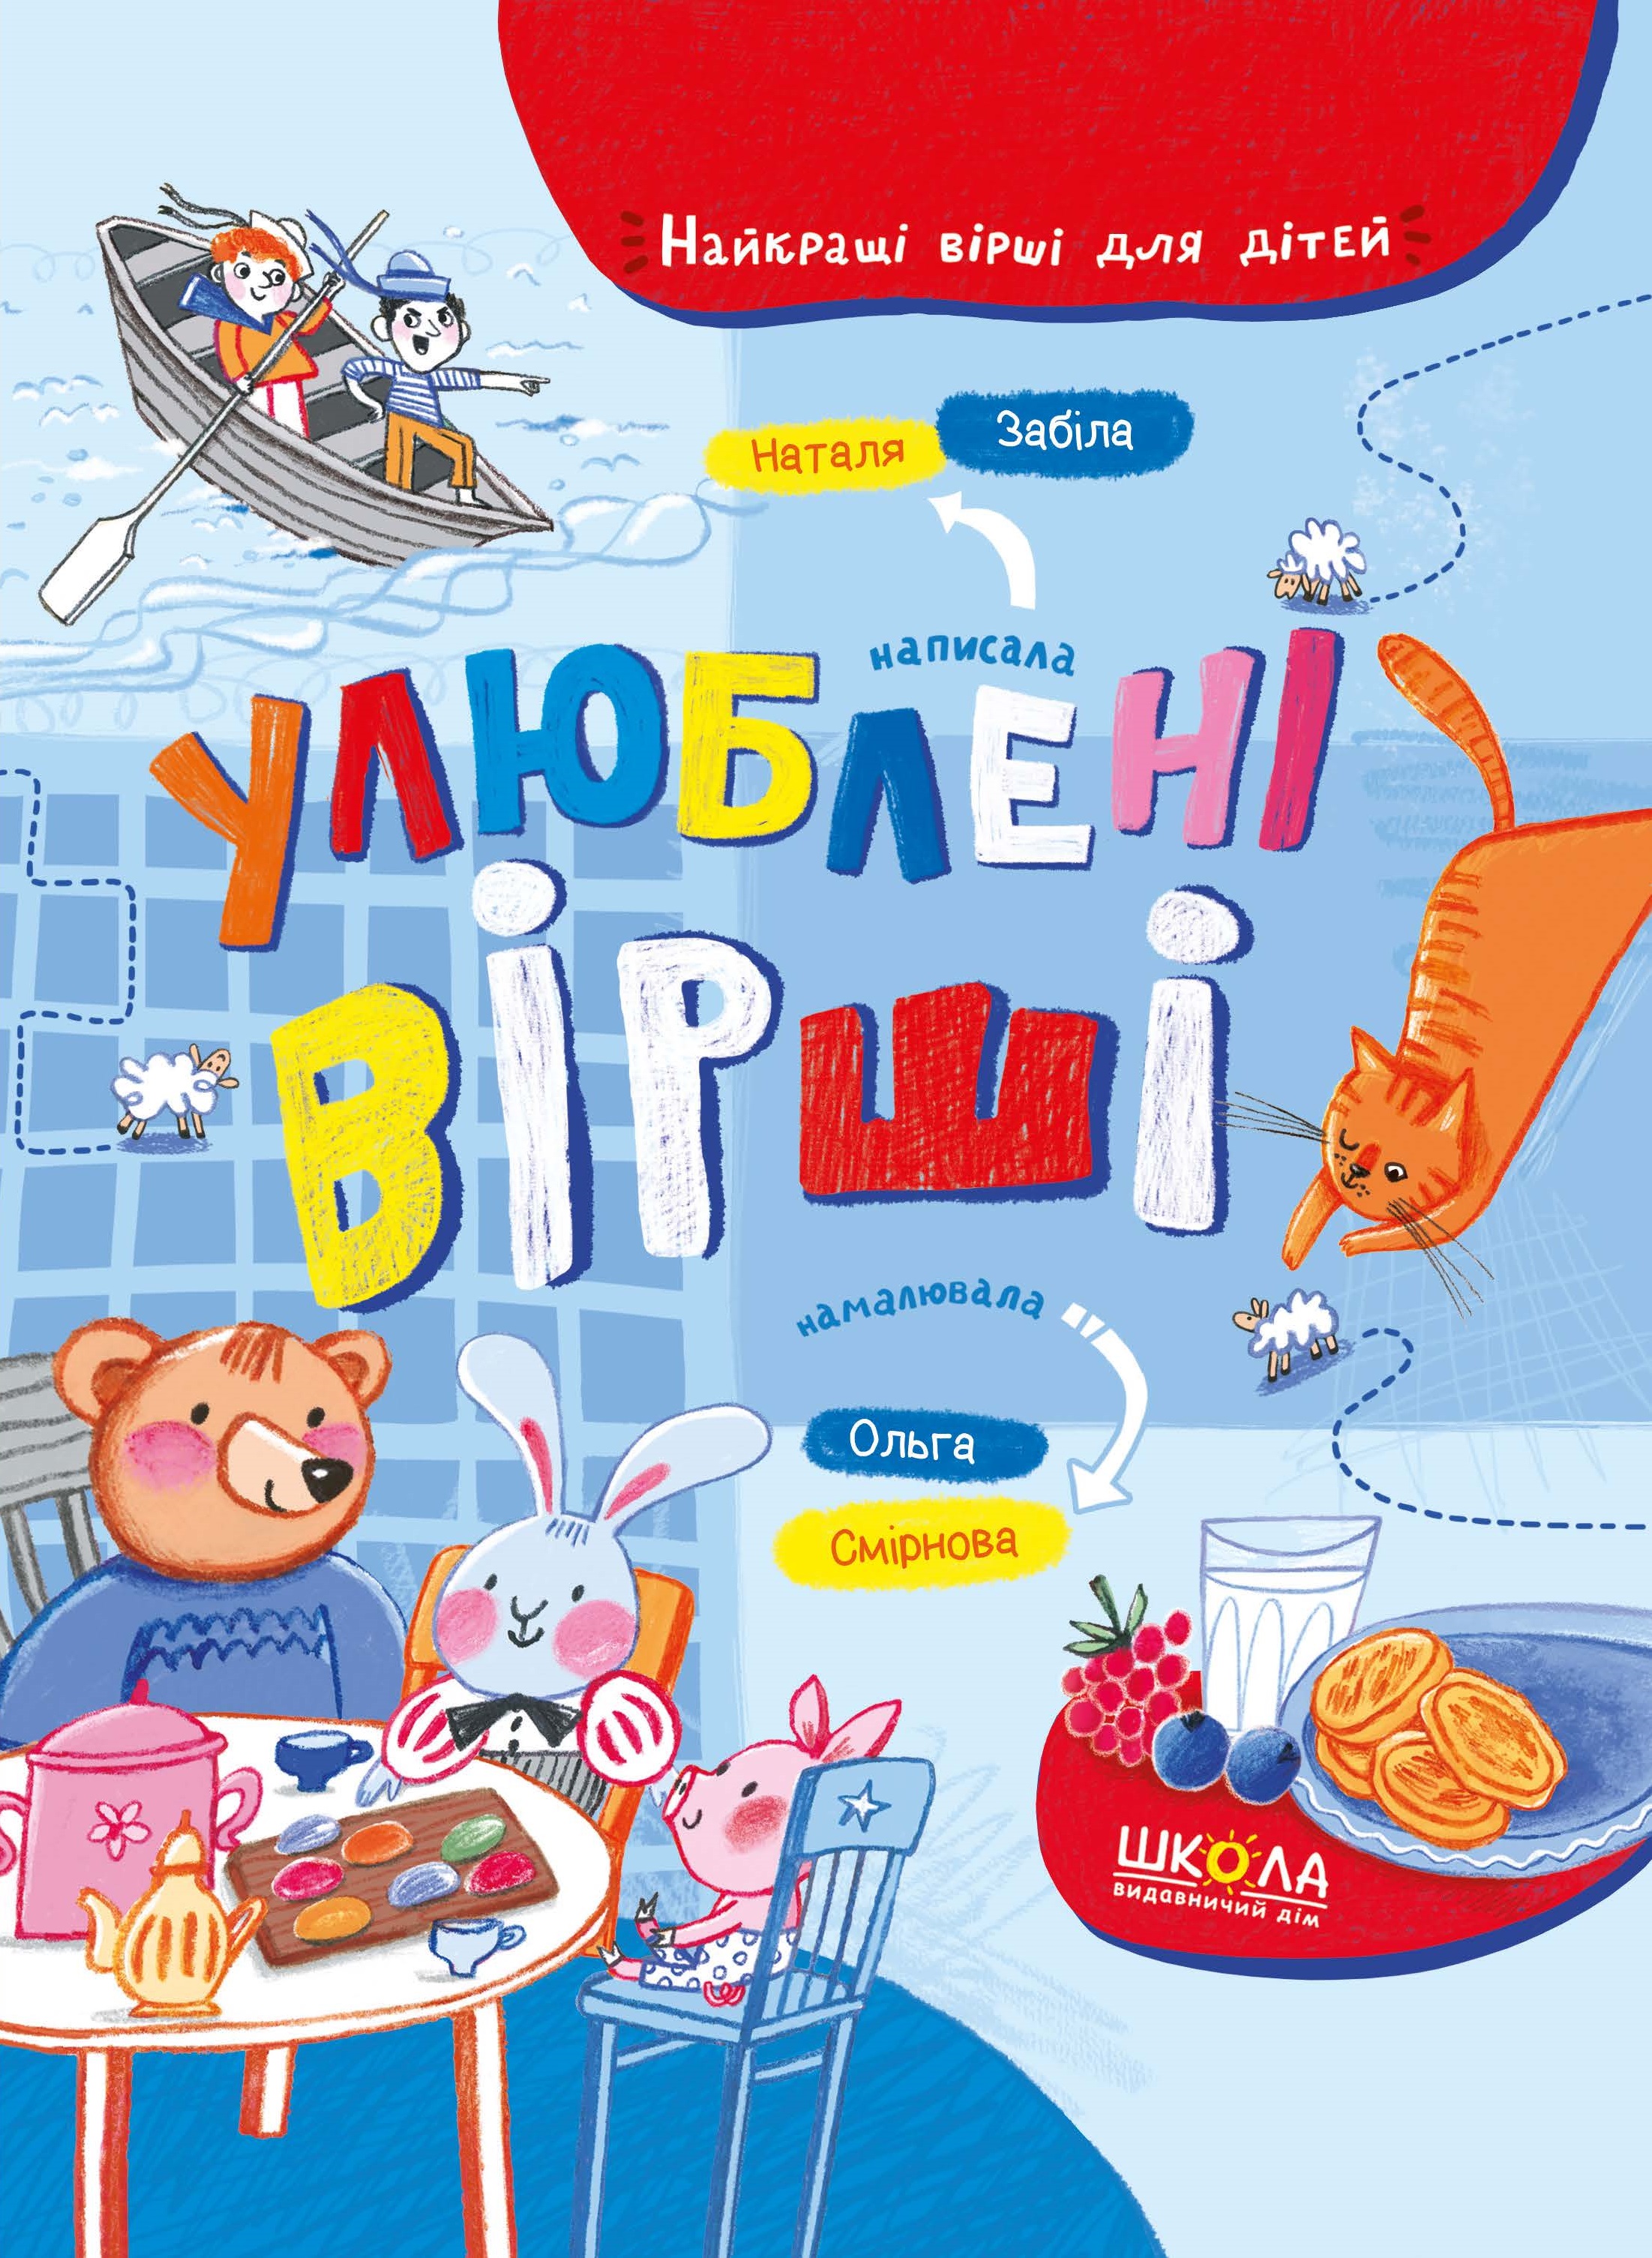 Найкращі вірші для дітей
Наталя Забіла
написала
УЛЮБЛЕНІ
ВІРШІ
намалювала
Ольга
Смірнова
ШКОЛА
видавничий дім